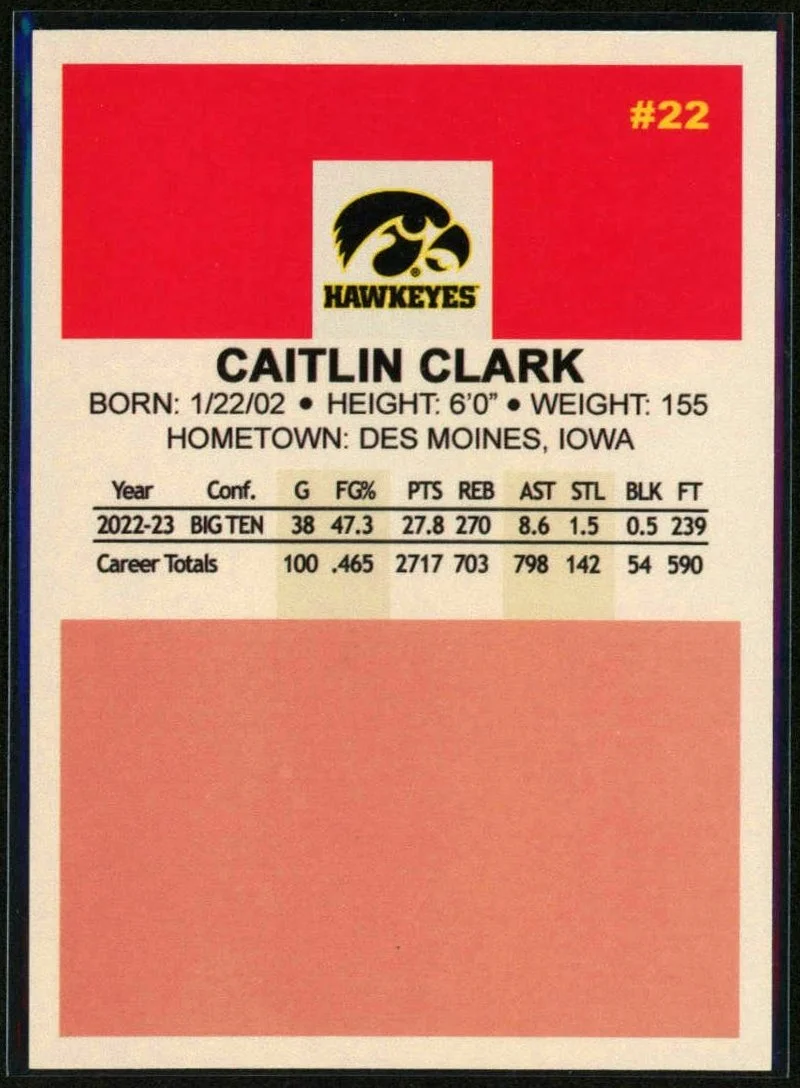 #22
HAWKEYES
CAITLIN CLARK
BORN: 1/22/02 • HEIGHT: 6'0" • WEIGHT: 155
HOMETOWN: DES MOINES, IOWA
Year Conf. G FG% PTS REB AST STL BLK FT
2022-23 BIG TEN 38 47.3 27.8 270 8.6 1.5 0.5 239
Career Totals 100 .465 2717 703 798 142 54 590